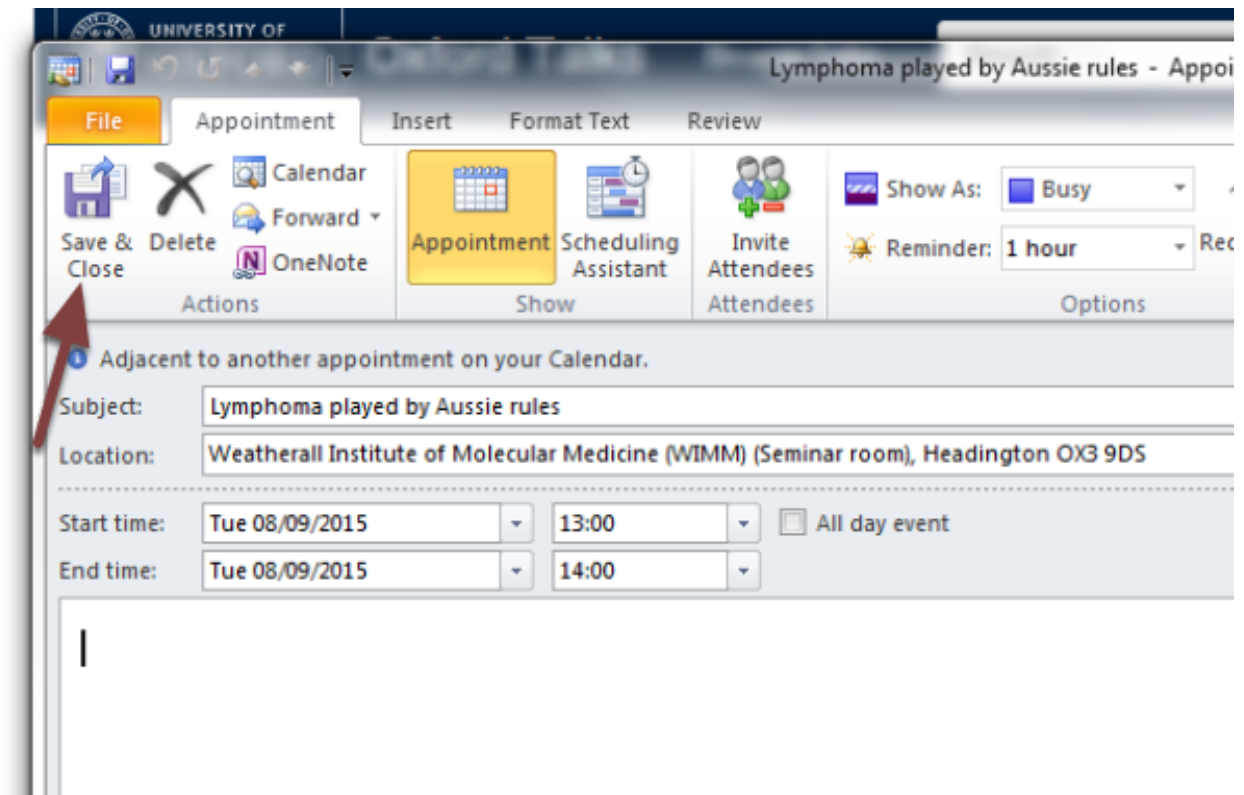 UNIVERSITY OF
Oxford Talks
Lymphoma played by Aussie rules - Appoi
File Appointment Insert Format Text Review
Save & Close Delete Calendar Forward OneNote
Actions
Appointment Scheduling Assistant
Show
Invite Attendees
Attendees
Show As: Busy
Reminder: 1 hour
Rec
Options
Adjacent to another appointment on your Calendar.
Subject: Lymphoma played by Aussie rules
Location: Weatherall Institute of Molecular Medicine (WIMM) (Seminar room), Headington OX3 9DS
Start time: Tue 08/09/2015 13:00 All day event
End time: Tue 08/09/2015 14:00